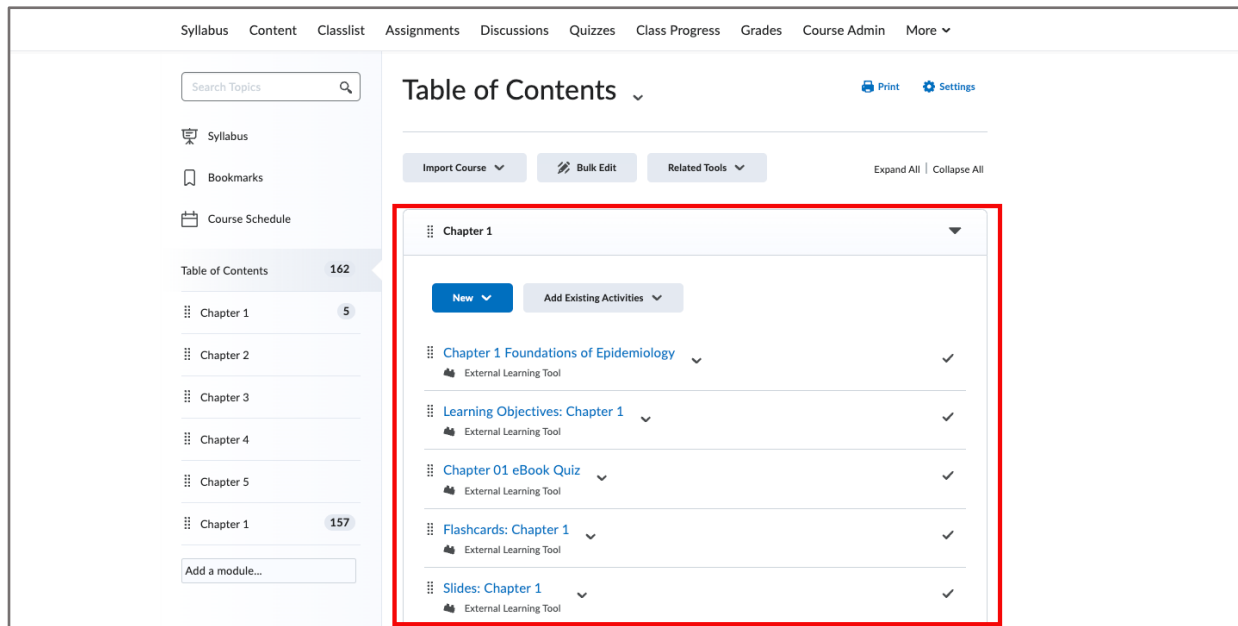 Syllabus Content Classlist Assignments Discussions Quizzes Class Progress Grades Course Admin More
Search Topics
Syllabus
Bookmarks
Course Schedule
Table of Contents 162
Chapter 1 5
Chapter 2
Chapter 3
Chapter 4
Chapter 5
Chapter 1 157
Add a module...
Table of Contents
Print Settings
Import Course Bulk Edit Related Tools Expand All | Collapse All
Chapter 1
New Add Existing Activities
Chapter 1 Foundations of Epidemiology
External Learning Tool
Learning Objectives: Chapter 1
External Learning Tool
Chapter 01 eBook Quiz
External Learning Tool
Flashcards: Chapter 1
External Learning Tool
Slides: Chapter 1
External Learning Tool